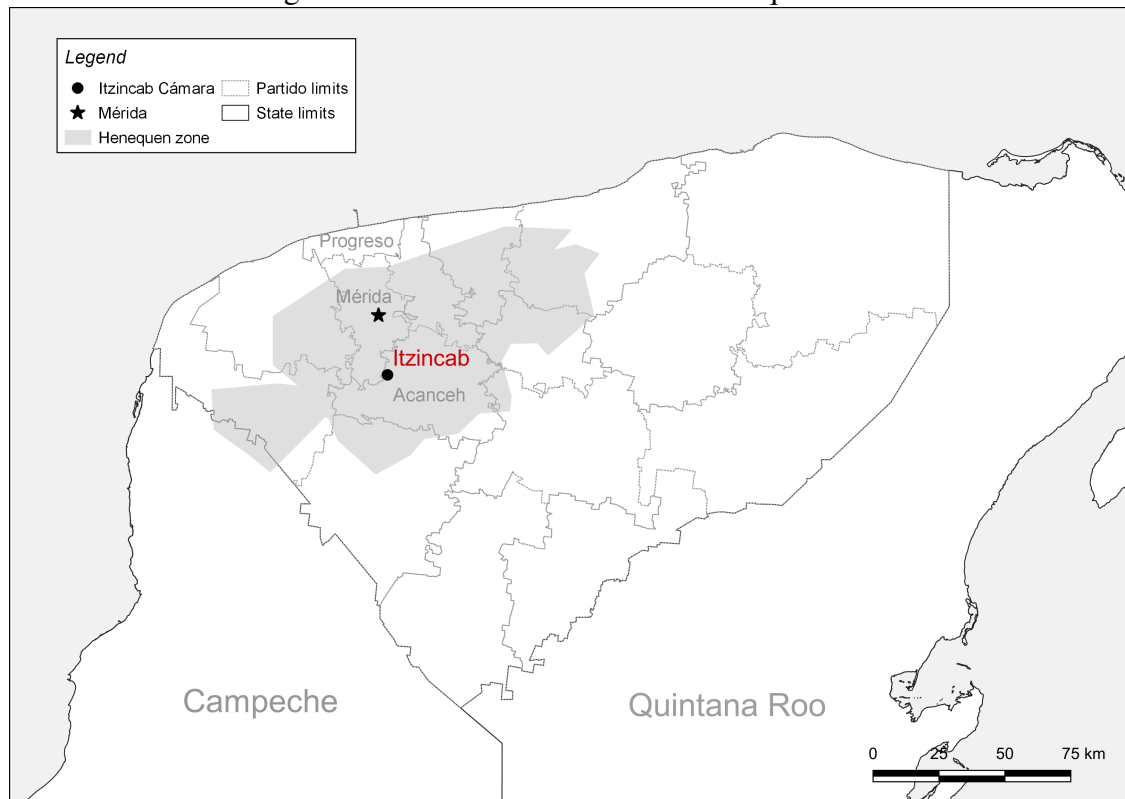 Legend
Itzincab Cámara
Partido limits
Mérida
State limits
Henequen zone
Progreso
Mérida
Itzincab
Acanceh
Campeche
Quintana Roo
0 25 50 75 km